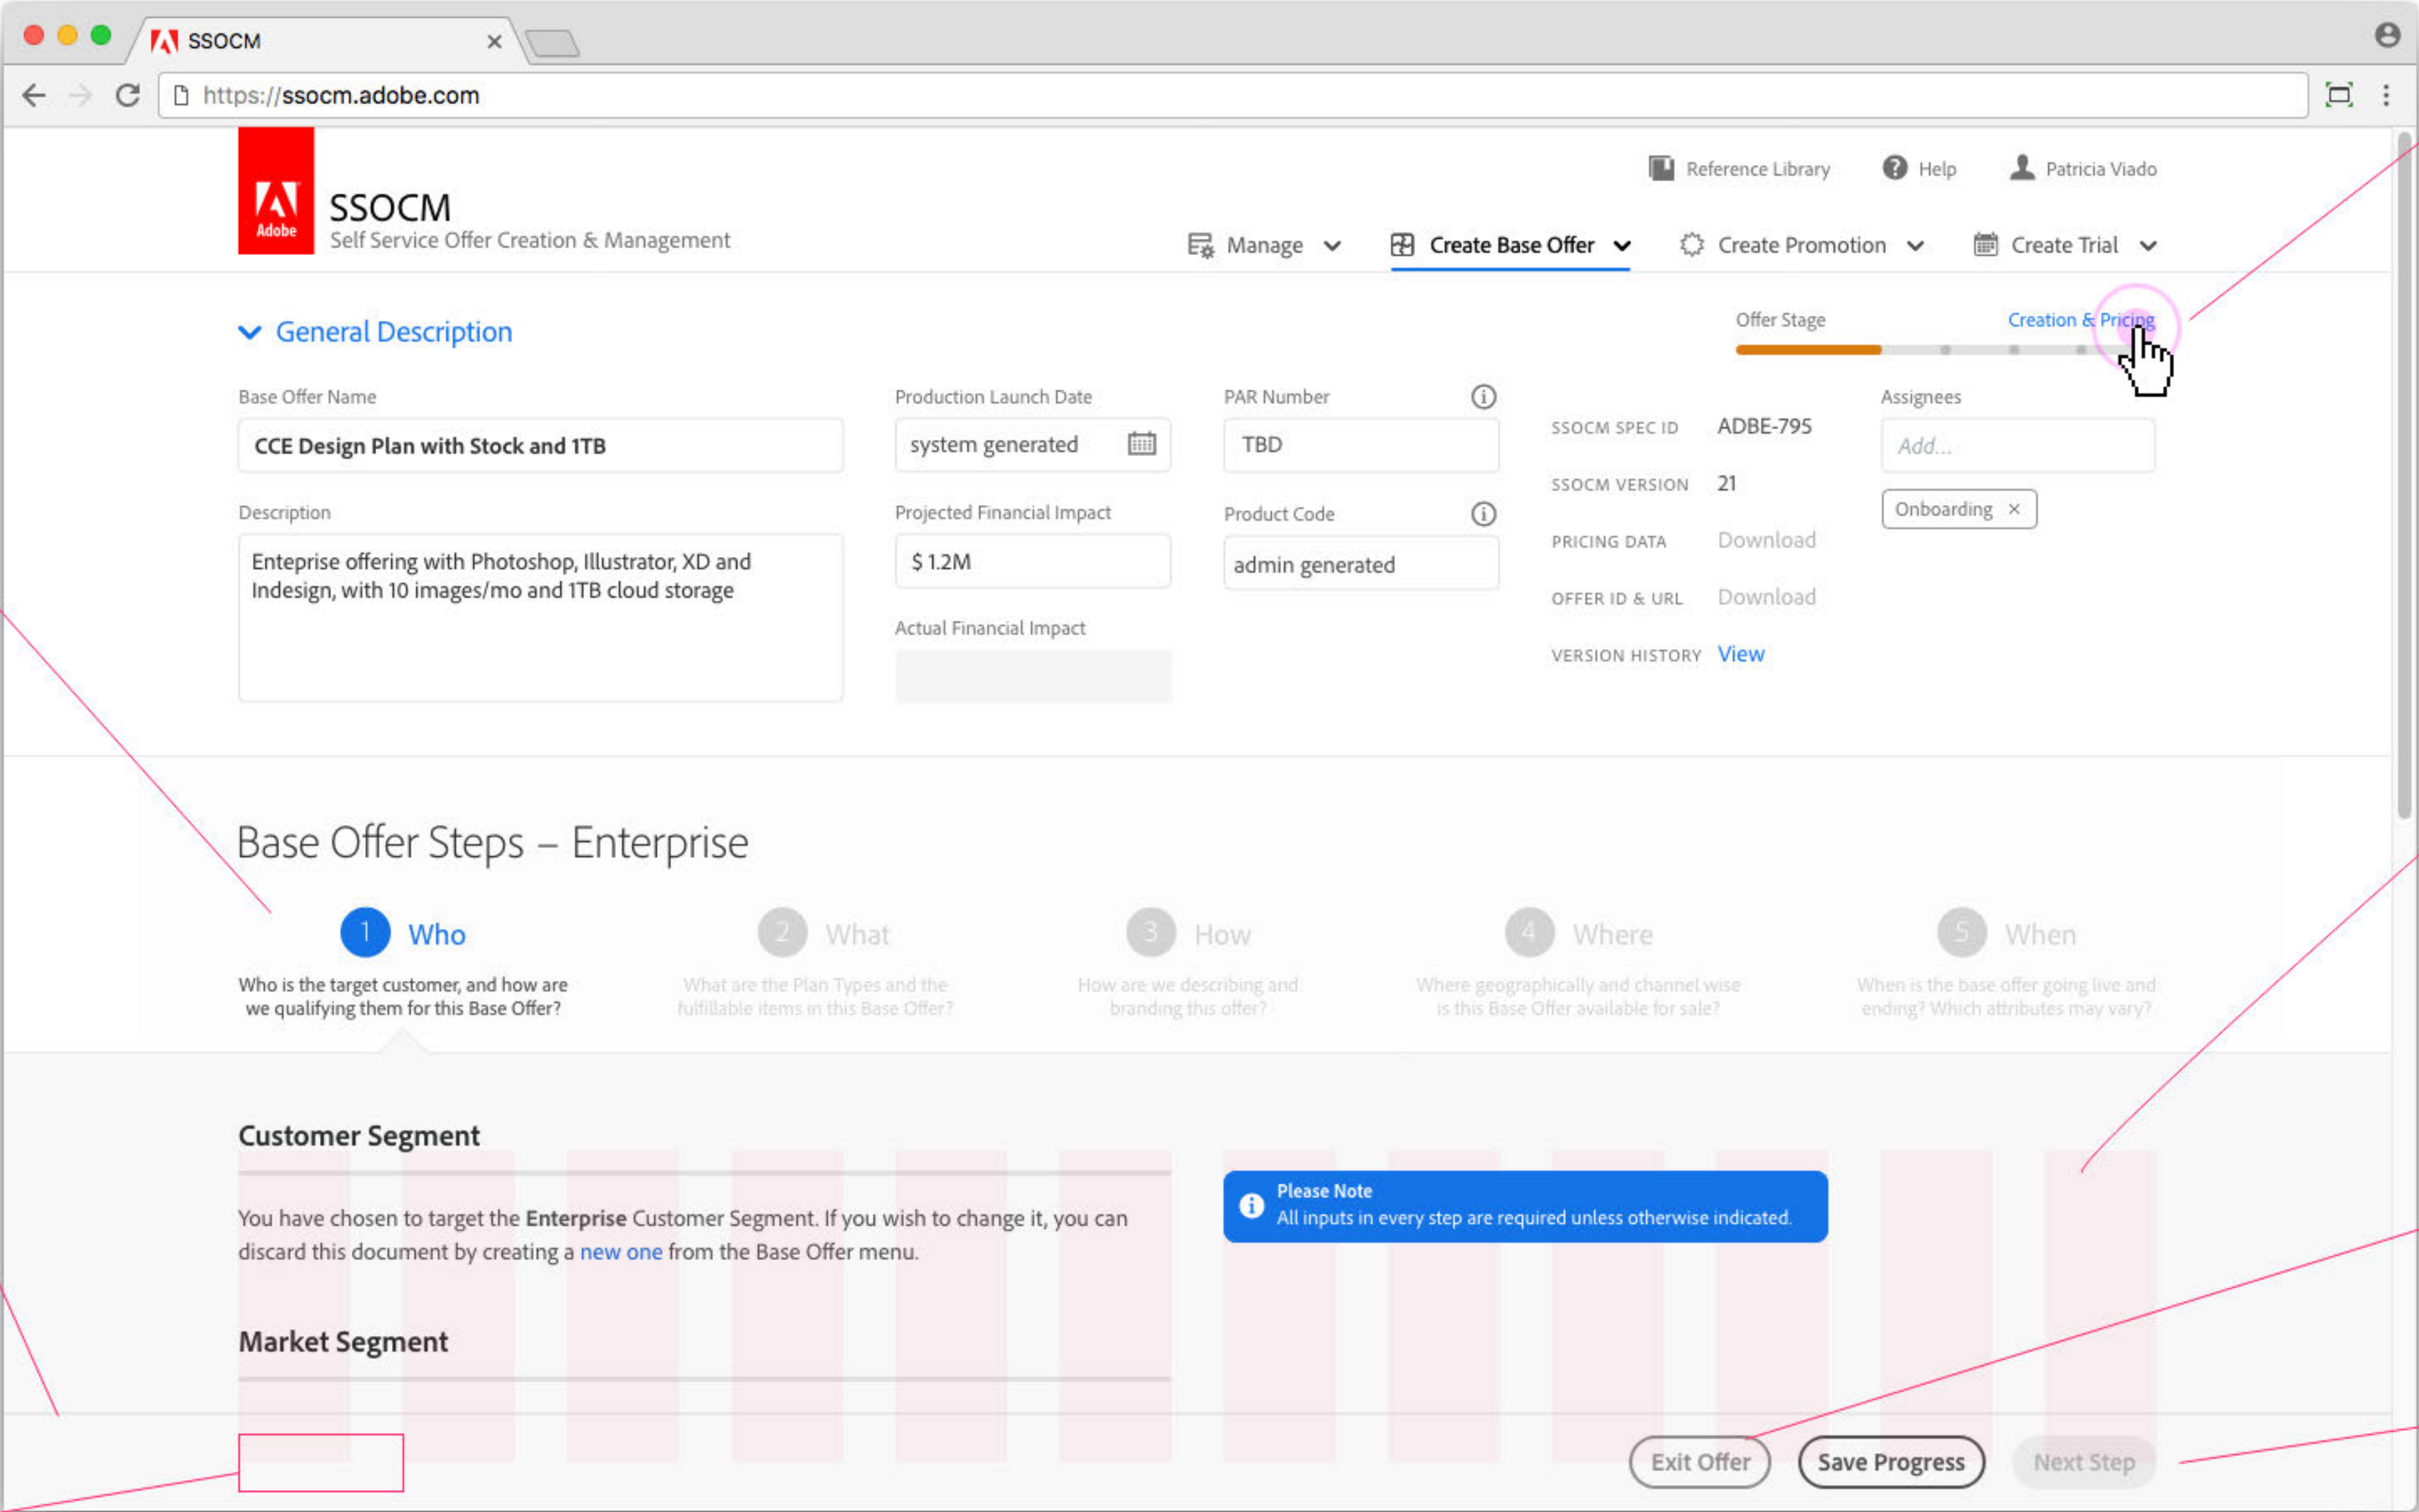 SSOCM
https://ssocm.adobe.com
Reference Library
Help
Patricia Viado
Adobe
SSOCM
Self Service Offer Creation & Management
Manage
Create Base Offer
Create Promotion
Create Trial
General Description
Offer Stage
Creation & Pricing
Base Offer Name
CCE Design Plan with Stock and 1TB
Description
Enteprise offering with Photoshop, Illustrator, XD and
Indesign, with 10 images/mo and 1TB cloud storage
Production Launch Date
system generated
Projected Financial Impact
$ 1.2M
Actual Financial Impact
PAR Number
TBD
Product Code
admin generated
SSOCM SPEC ID ADBE-795
SSOCM VERSION 21
PRICING DATA Download
OFFER ID & URL Download
VERSION HISTORY View
Assignees
Add...
Onboarding ×
Base Offer Steps – Enterprise
1 Who
Who is the target customer, and how are
we qualifying them for this Base Offer?
2 What
What are the Plan Types and the
fulfillable items in this Base Offer?
3 How
How are we describing and
branding this offer?
4 Where
Where geographically and channel wise
is this Base Offer available for sale?
5 When
When is the base offer going live and
ending? Which attributes may vary?
Customer Segment
You have chosen to target the Enterprise Customer Segment. If you wish to change it, you can
discard this document by creating a new one from the Base Offer menu.
Please Note
All inputs in every step are required unless otherwise indicated.
Market Segment
Exit Offer
Save Progress
Next Step